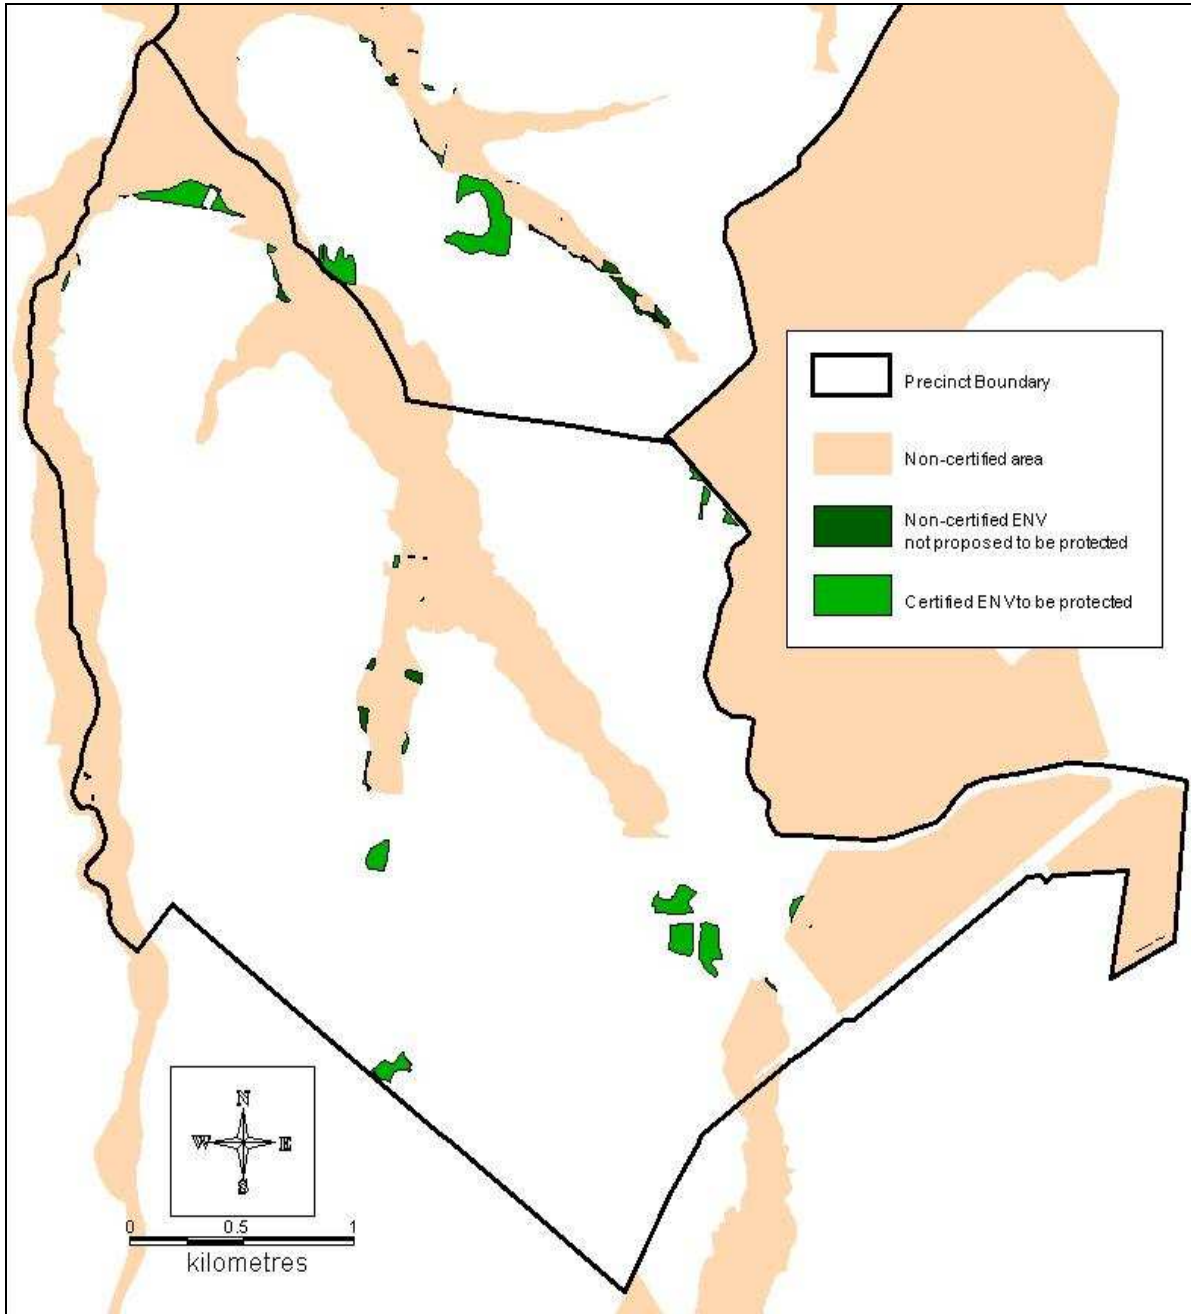 Precinct Boundary
Non-certified area
Non-certified ENV
not proposed to be protected
Certified ENV to be protected
N
W E
S
0 0.5 1
kilometres